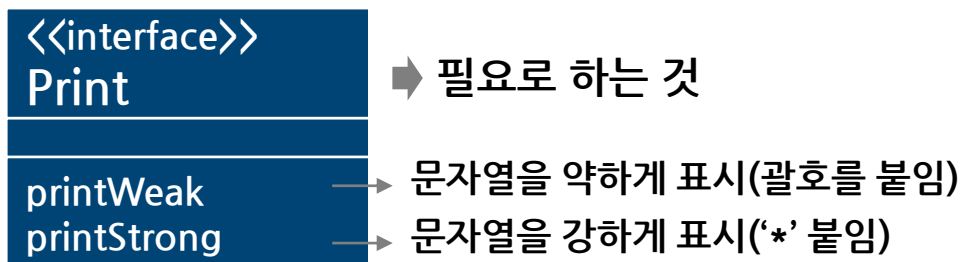 <<interface>>
Print
필요로 하는 것
printWeak
문자열을 약하게 표시(괄호를 붙임)
printStrong
문자열을 강하게 표시(‘*’ 붙임)